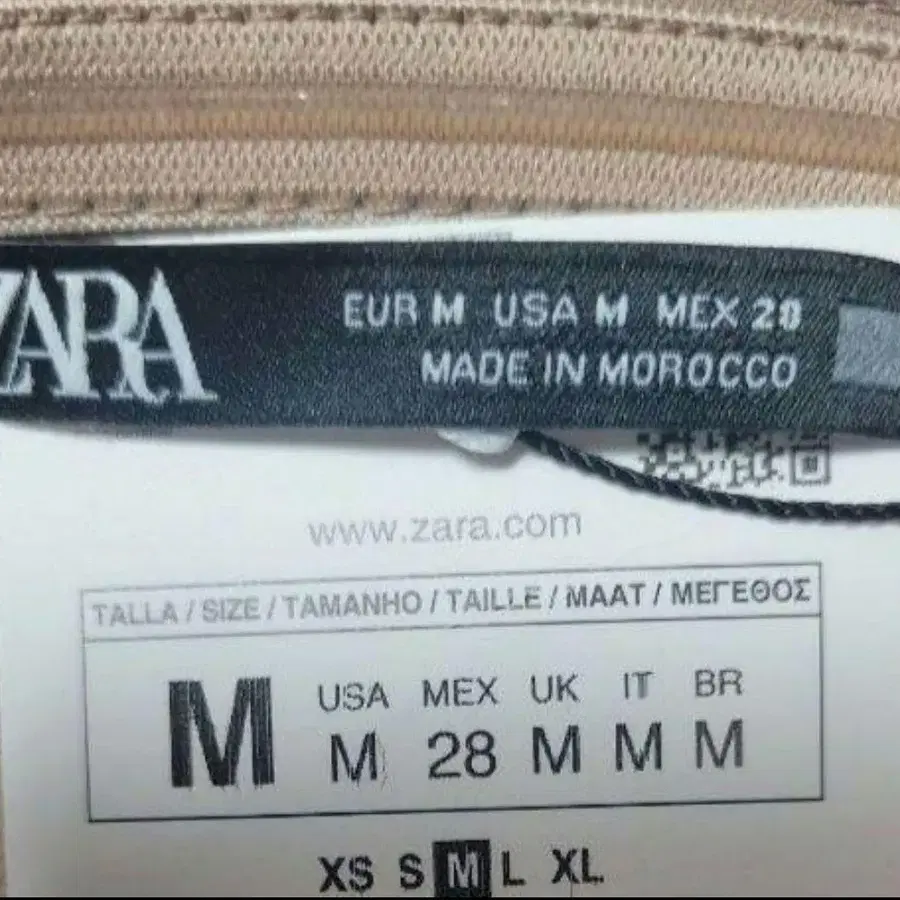 ZARA
EUR M USA M MEX 28
MADE IN MOROCCO
www.zara.com
TALLA / SIZE / TAMANHO / TAILLE / MAAT / ΜΕΓΕΘΟΣ
M
USA MEX UK IT BR
M 28 M M M
XS S M L XL